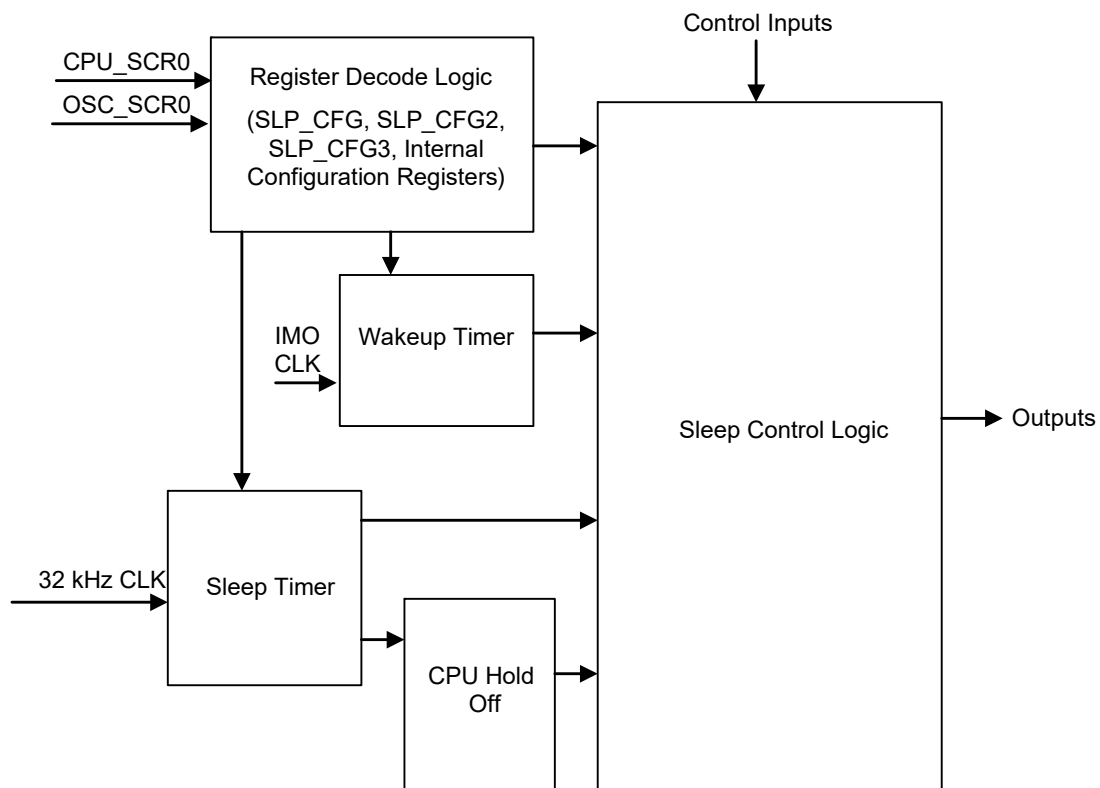 Control Inputs
CPU_SCR0
OSC_SCR0
Register Decode Logic
(SLP_CFG, SLP_CFG2,
SLP_CFG3, Internal
Configuration Registers)
IMO
CLK
Wakeup Timer
Sleep Control Logic
Outputs
32 kHz CLK
Sleep Timer
CPU Hold
Off